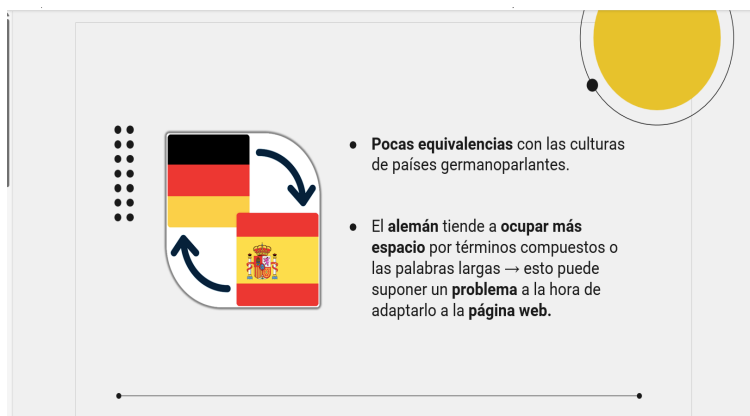 ● Pocas equivalencias con las culturas
de países germanoparlantes.
● El alemán tiende a ocupar más
espacio por términos compuestos o
las palabras largas → esto puede
suponer un problema a la hora de
adaptarlo a la página web.